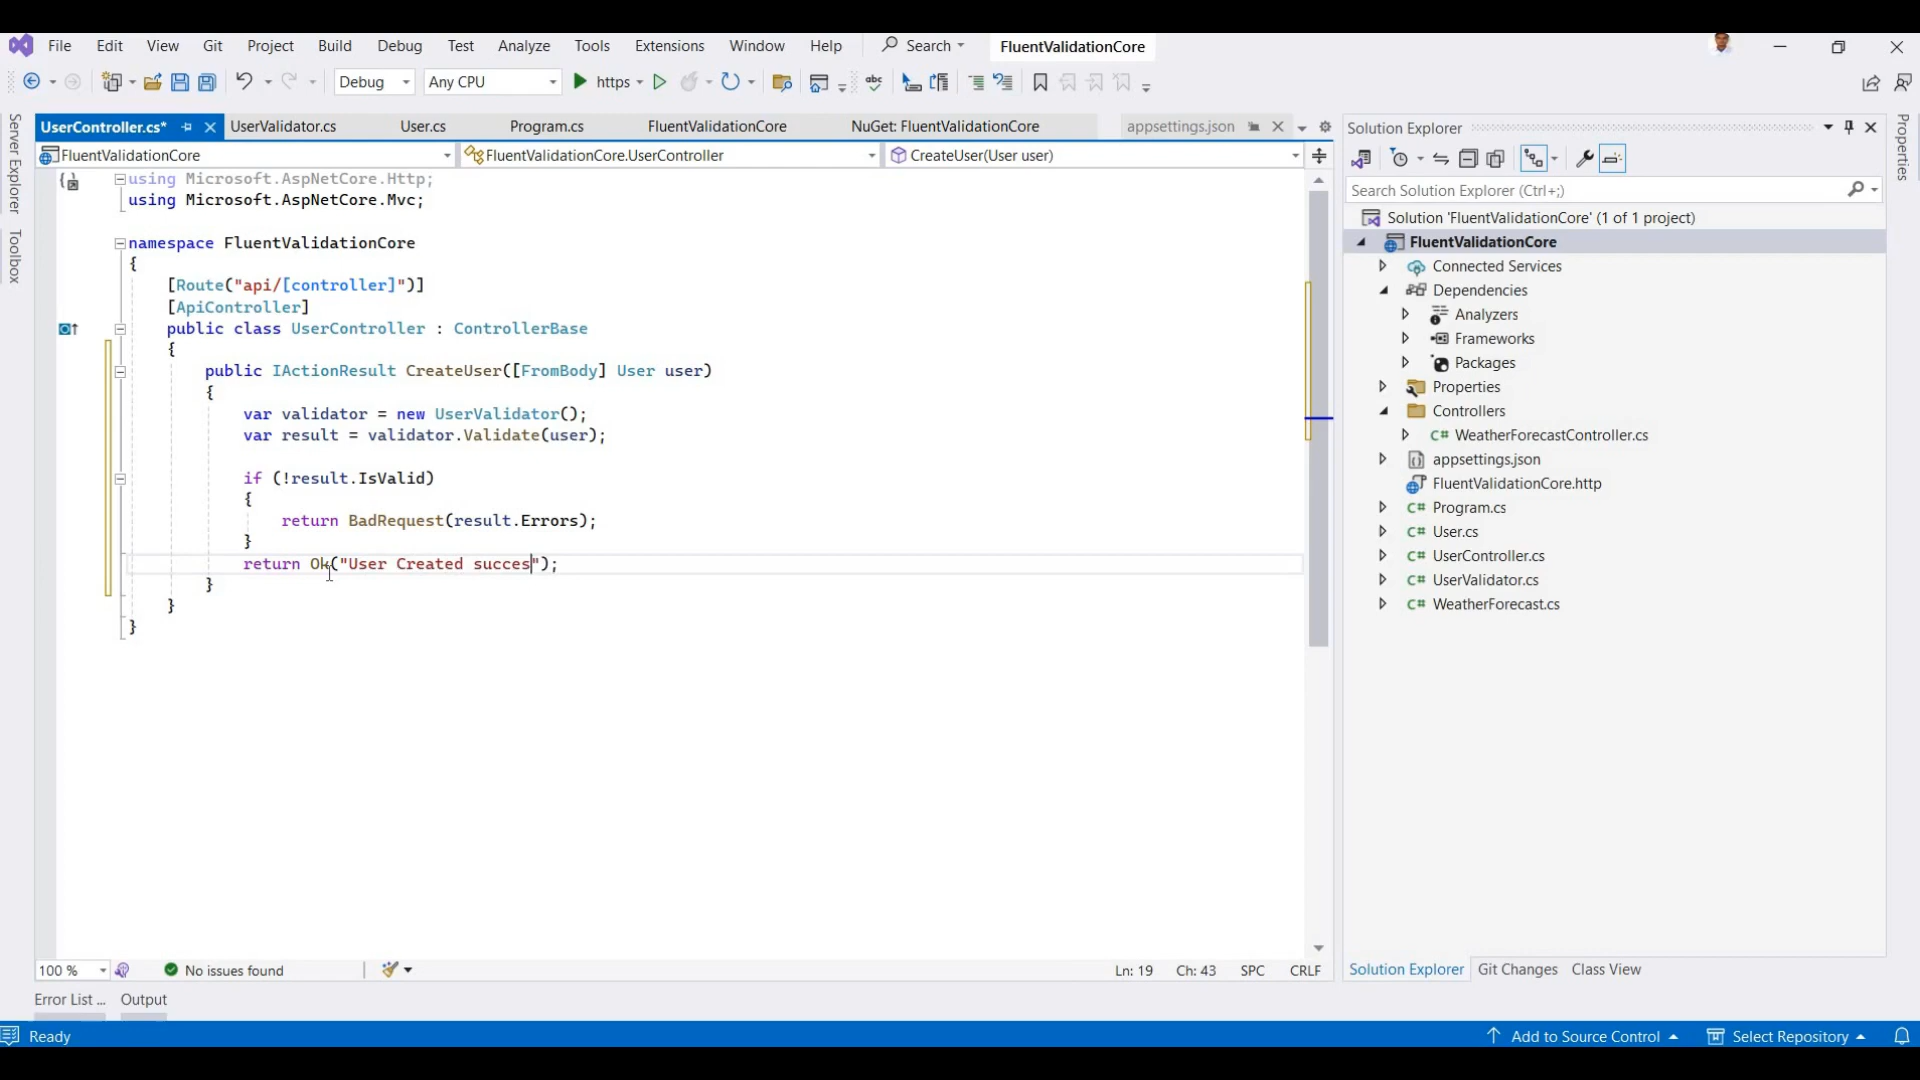 File Edit View Git Project Build Debug Test Analyze Tools Extensions Window Help Search FluentValidationCore
Debug Any CPU https
UserController.cs* UserValidator.cs User.cs Program.cs FluentValidationCore NuGet: FluentValidationCore appsettings.json
FluentValidationCore FluentValidationCore.UserController CreateUser(User user)
using Microsoft.AspNetCore.Http;
using Microsoft.AspNetCore.Mvc;
namespace FluentValidationCore
{
[Route("api/[controller]")]
[ApiController]
public class UserController : ControllerBase
{
public IActionResult CreateUser([FromBody] User user)
{
var validator = new UserValidator();
var result = validator.Validate(user);
if (!result.IsValid)
{
return BadRequest(result.Errors);
}
return Ok("User Created succes");
}
}
}
100 % No issues found Ln: 19 Ch: 43 SPC CRLF
Error List ... Output
Ready Add to Source Control Select Repository
Server Explorer
Toolbox
Solution Explorer
Search Solution Explorer (Ctrl+;)
Solution 'FluentValidationCore' (1 of 1 project)
FluentValidationCore
Connected Services
Dependencies
Analyzers
Frameworks
Packages
Properties
Controllers
C# WeatherForecastController.cs
appsettings.json
FluentValidationCore.http
C# Program.cs
C# User.cs
C# UserController.cs
C# UserValidator.cs
C# WeatherForecast.cs
Solution Explorer Git Changes Class View
Properties